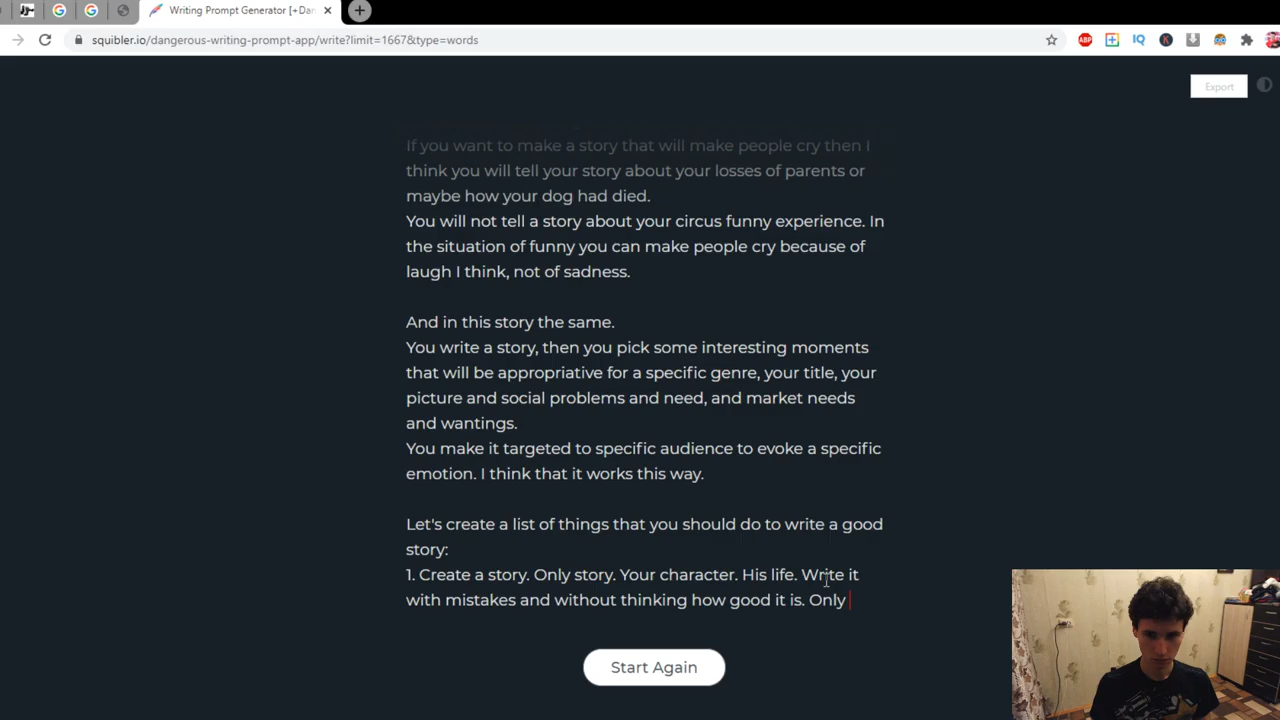 Writing Prompt Generator [+Dan
squibler.io/dangerous-writing-prompt-app/write?limit=1667&type=words
ABP
IQ
K
Export
If you want to make a story that will make people cry then I
think you will tell your story about your losses of parents or
maybe how your dog had died.
You will not tell a story about your circus funny experience. In
the situation of funny you can make people cry because of
laugh I think, not of sadness.
And in this story the same.
You write a story, then you pick some interesting moments
that will be appropriative for a specific genre, your title, your
picture and social problems and need, and market needs
and wantings.
You make it targeted to specific audience to evoke a specific
emotion. I think that it works this way.
Let's create a list of things that you should do to write a good
story:
1. Create a story. Only story. Your character. His life. Write it
with mistakes and without thinking how good it is. Only
Start Again